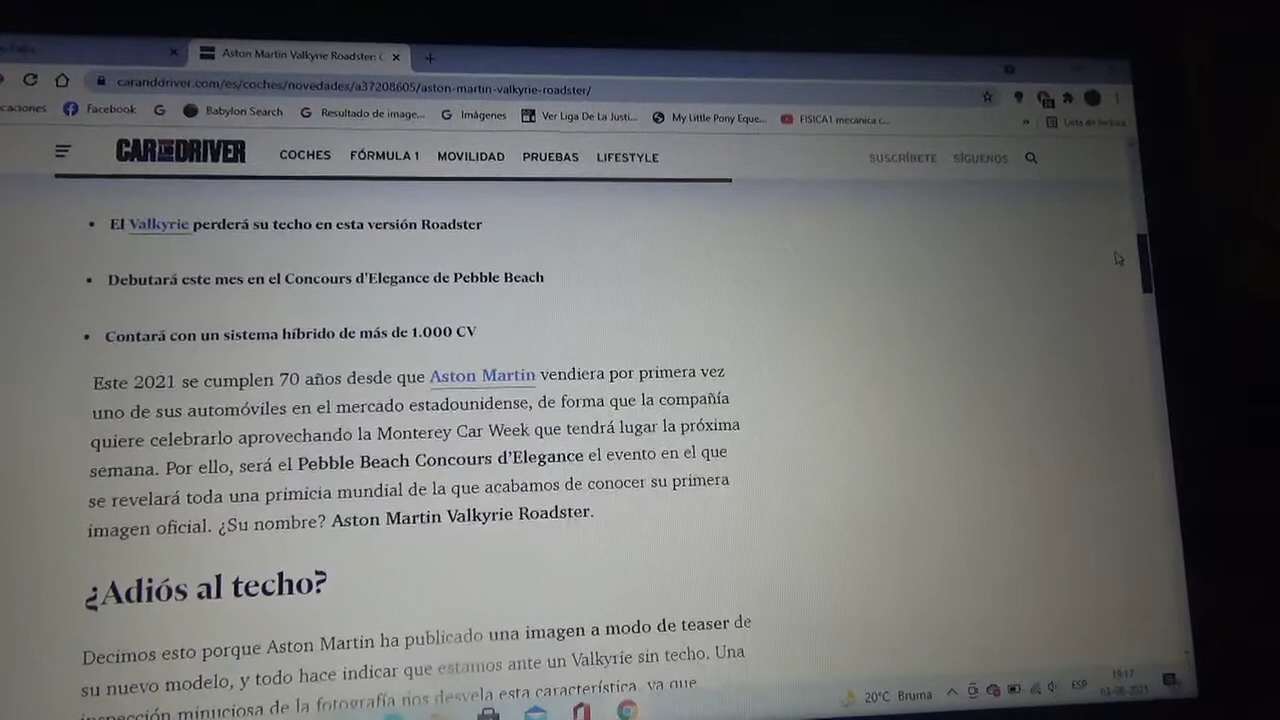 Aston Martin Valkyrie Roadster:
caranddriver.com/es/coches/novedades/a37208605/aston-martin-valkyrie-roadster/
caciones Facebook Babylon Search Resultado de image... Imágenes Ver Liga De La Justi... My Little Pony Eque... FISICA1 mecanica c... » Lista de lectura
CAR AND DRIVER COCHES FÓRMULA 1 MOVILIDAD PRUEBAS LIFESTYLE SUSCRÍBETE SÍGUENOS
• El Valkyrie perderá su techo en esta versión Roadster
• Debutará este mes en el Concours d'Elegance de Pebble Beach
• Contará con un sistema híbrido de más de 1.000 CV
Este 2021 se cumplen 70 años desde que Aston Martin vendiera por primera vez
uno de sus automóviles en el mercado estadounidense, de forma que la compañía
quiere celebrarlo aprovechando la Monterey Car Week que tendrá lugar la próxima
semana. Por ello, será el Pebble Beach Concours d'Elegance el evento en el que
se revelará toda una primicia mundial de la que acabamos de conocer su primera
imagen oficial. ¿Su nombre? Aston Martin Valkyrie Roadster.
¿Adiós al techo?
Decimos esto porque Aston Martin ha publicado una imagen a modo de teaser de
su nuevo modelo, y todo hace indicar que estamos ante un Valkyrie sin techo. Una
inspección minuciosa de la fotografía nos desvela esta característica, ya que
20°C Bruma ESP